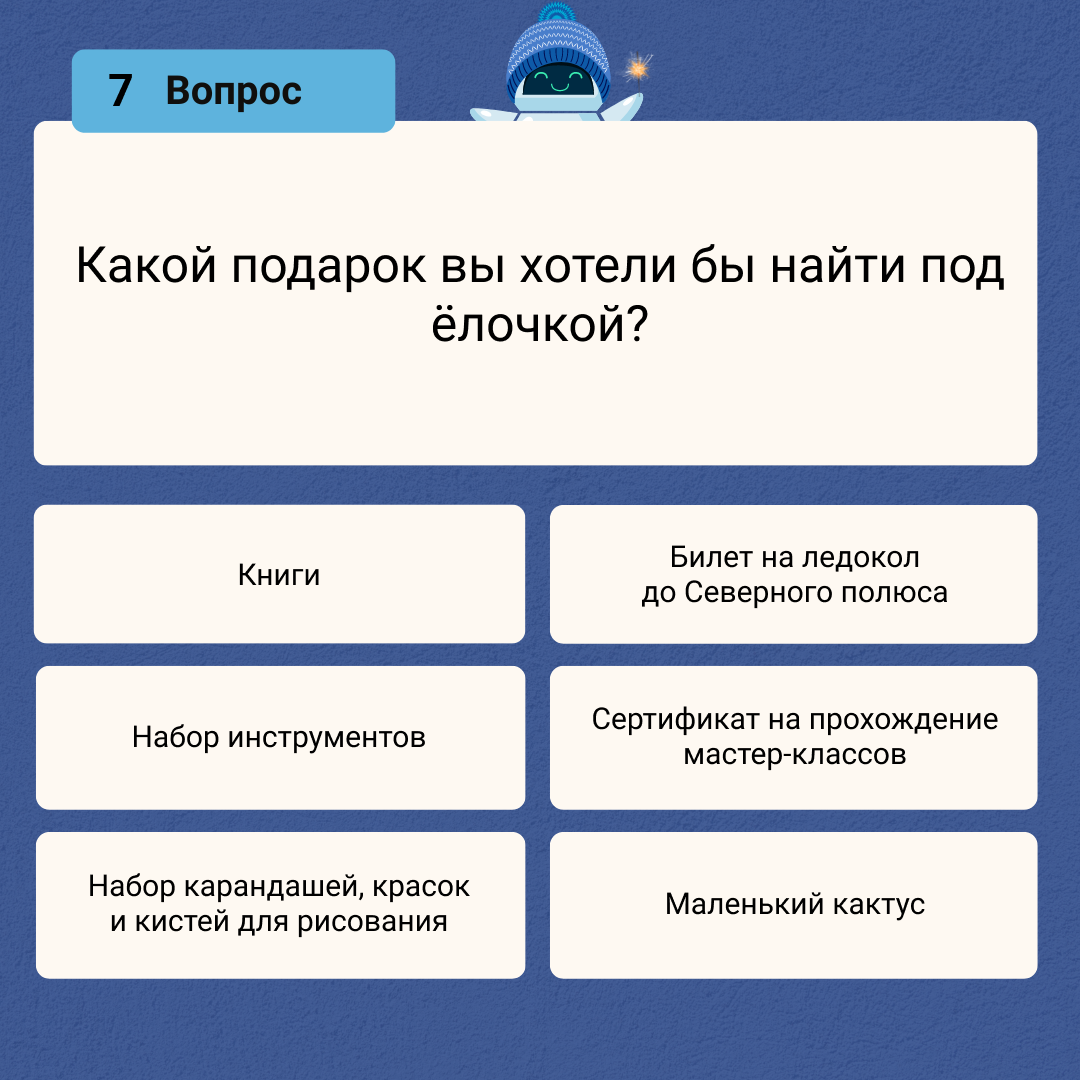 7 Вопрос
Какой подарок вы хотели бы найти под
ёлочкой?
Книги
Билет на ледокол
до Северного полюса
Набор инструментов
Сертификат на прохождение
мастер-классов
Набор карандашей, красок
и кистей для рисования
Маленький кактус